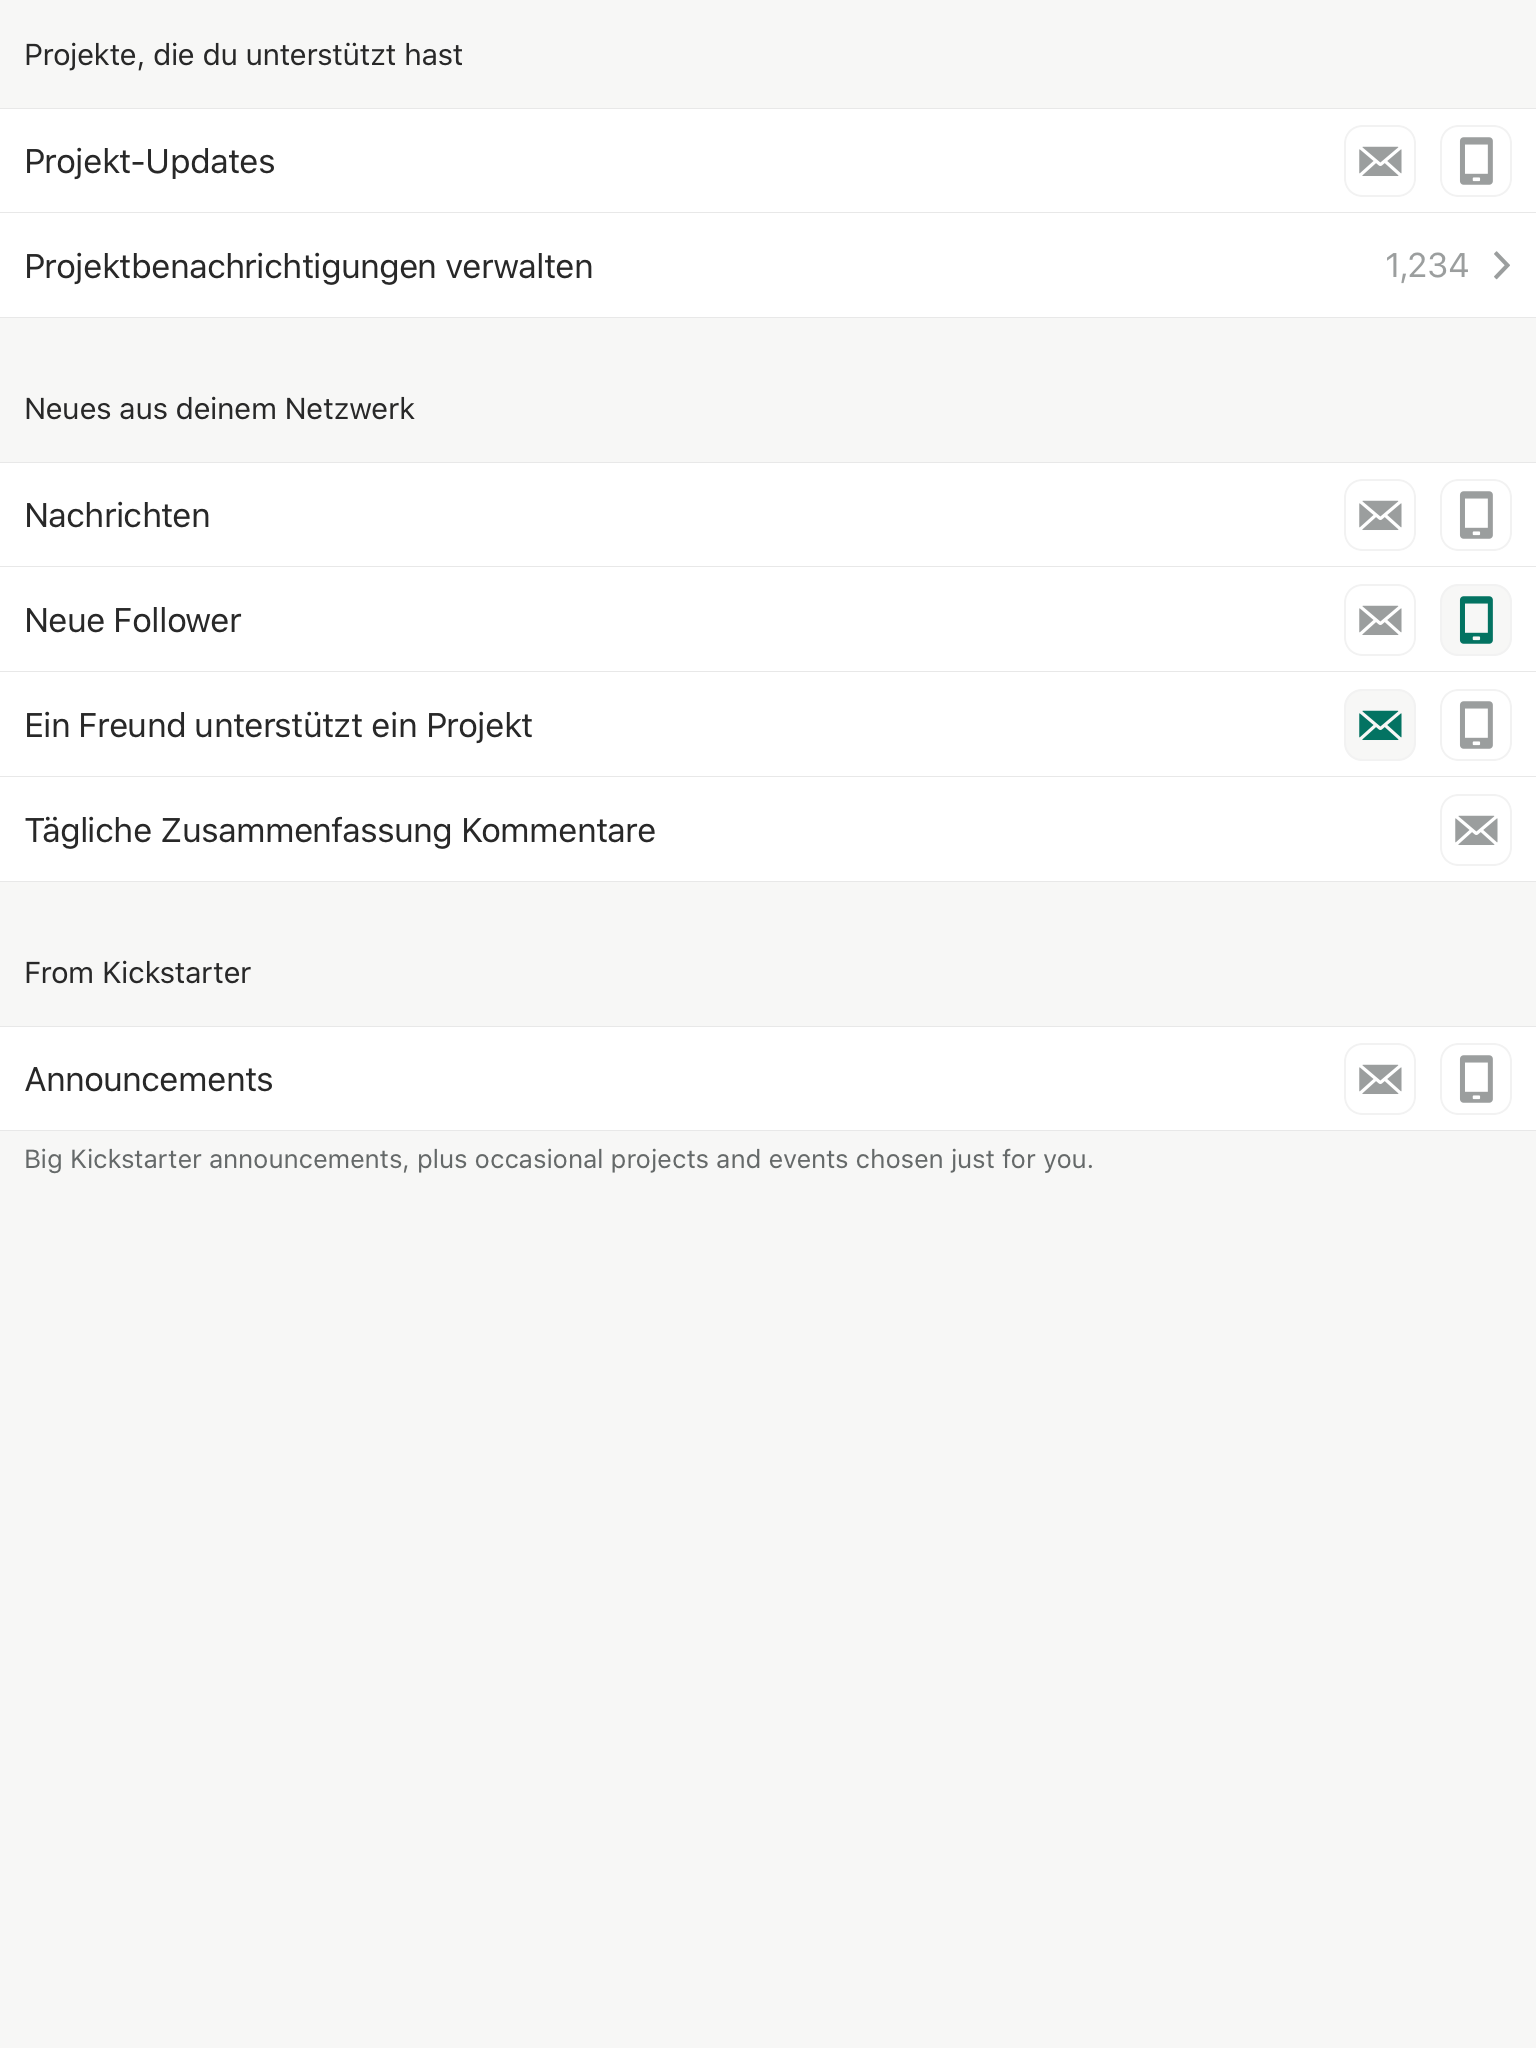 Projekte, die du unterstützt hast
Projekt-Updates
Projektbenachrichtigungen verwalten 1,234
Neues aus deinem Netzwerk
Nachrichten
Neue Follower
Ein Freund unterstützt ein Projekt
Tägliche Zusammenfassung Kommentare
From Kickstarter
Announcements
Big Kickstarter announcements, plus occasional projects and events chosen just for you.